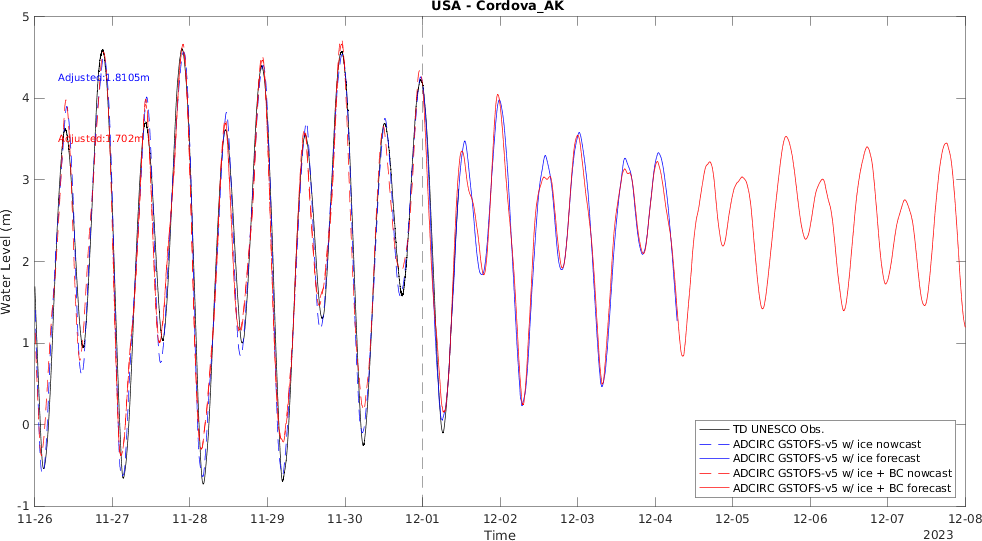 USA - Cordova_AK
5
4
3
2
1
0
-1
Water Level (m)
Adjusted:1.8105m
Adjusted:1.702m
TD UNESCO Obs.
ADCIRC GSTOFS-v5 w/ ice nowcast
ADCIRC GSTOFS-v5 w/ ice forecast
ADCIRC GSTOFS-v5 w/ ice + BC nowcast
ADCIRC GSTOFS-v5 w/ ice + BC forecast
11-26 11-27 11-28 11-29 11-30 12-01 12-02 12-03 12-04 12-05 12-06 12-07 12-08
Time
2023